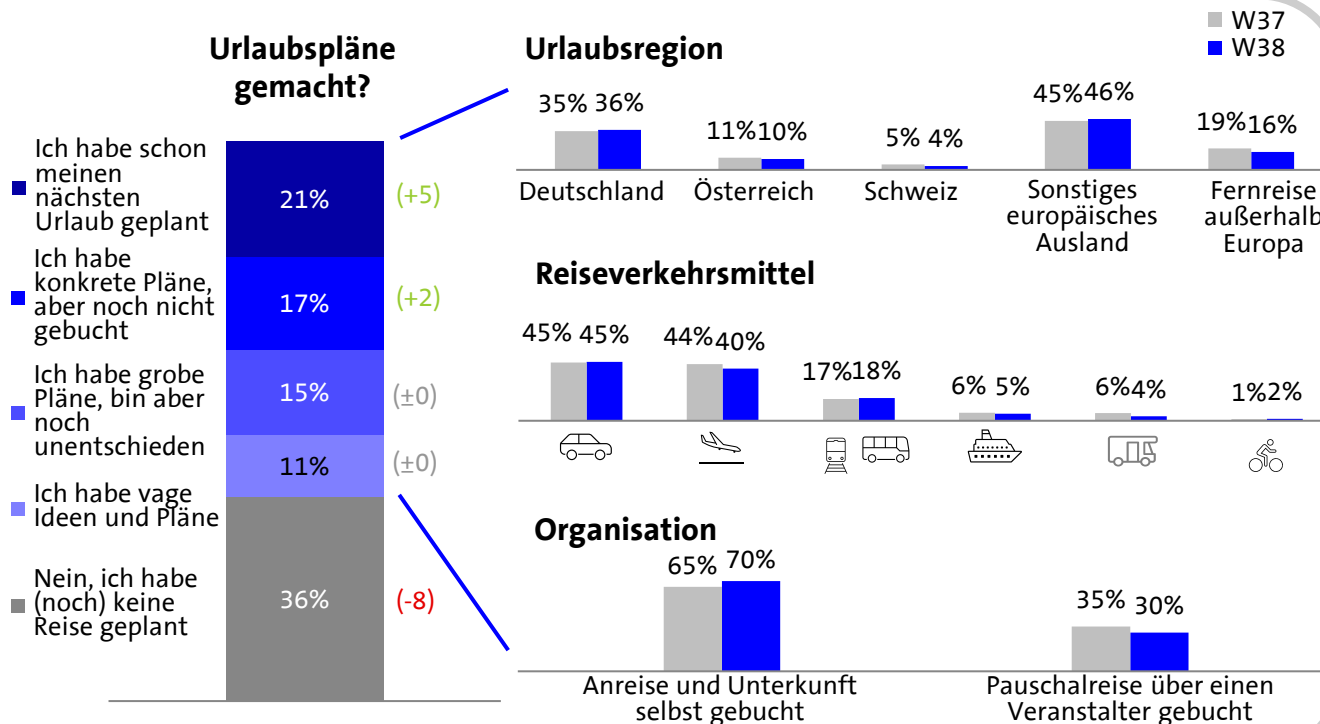 W37
W38
Urlaubspläne
gemacht?
Ich habe schon
meinen
nächsten
Urlaub geplant
Ich habe
konkrete Pläne,
aber noch nicht
gebucht
Ich habe grobe
Pläne, bin aber
noch
unentschieden
Ich habe vage
Ideen und Pläne
Nein, ich habe
(noch) keine
Reise geplant
21%
(+5)
17%
(+2)
15%
(±0)
11%
(±0)
36%
(-8)
Urlaubsregion
35% 36%
11% 10%
5% 4%
45% 46%
19% 16%
Deutschland
Österreich
Schweiz
Sonstiges
europäisches
Ausland
Fernreise
außerhalb
Europa
Reiseverkehrsmittel
45% 45%
44% 40%
17% 18%
6% 5%
6% 4%
1% 2%
Organisation
65% 70%
35% 30%
Anreise und Unterkunft
selbst gebucht
Pauschalreise über einen
Veranstalter gebucht